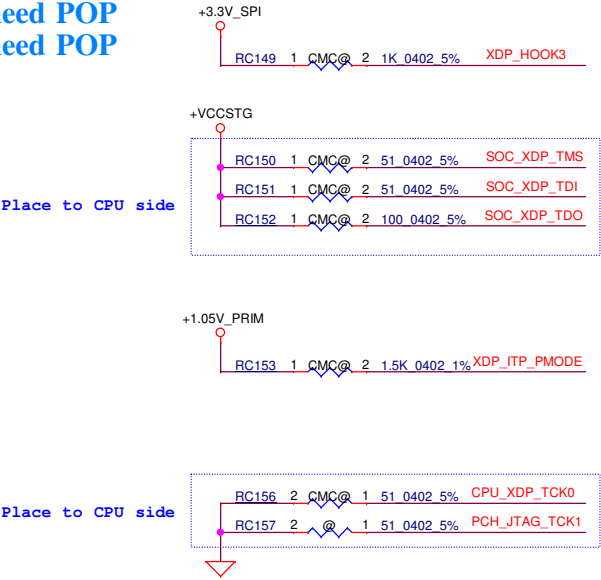 need POP
need POP
+3.3V_SPI
RC149 1 CMC@ 2 1K_0402_5% XDP_HOOK3
+VCCSTG
RC150 1 CMC@ 2 51_0402_5% SOC_XDP_TMS
RC151 1 CMC@ 2 51_0402_5% SOC_XDP_TDI
Place to CPU side
RC152 1 CMC@ 2 100_0402_5% SOC_XDP_TDO
+1.05V_PRIM
RC153 1 CMC@ 2 1.5K_0402_1% XDP_ITP_PMODE
RC156 2 CMC@ 1 51_0402_5% CPU_XDP_TCK0
Place to CPU side
RC157 2 @ 1 51_0402_5% PCH_JTAG_TCK1